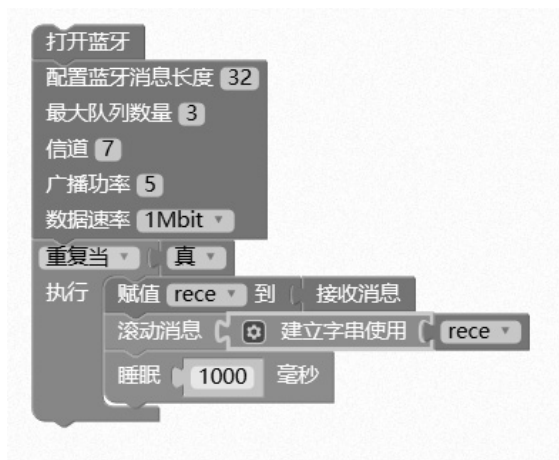 打开蓝牙
配置蓝牙消息长度 32
最大队列数量 3
信道 7
广播功率 5
数据速率 1Mbit
重复当 真
执行 赋值 rece 到 接收消息
滚动消息 建立字串使用 rece
睡眠 1000 毫秒